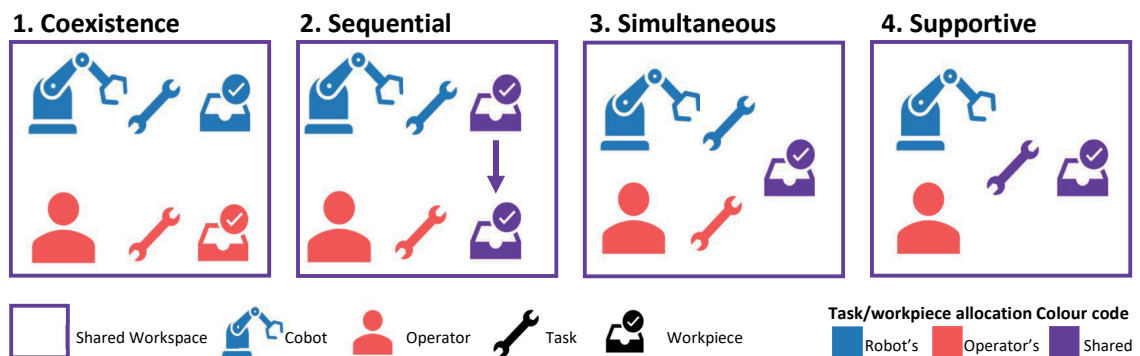 1. Coexistence
2. Sequential
3. Simultaneous
4. Supportive
Shared Workspace
Cobot
Operator
Task
Workpiece
Task/workpiece allocation Colour code
Robot's
Operator's
Shared